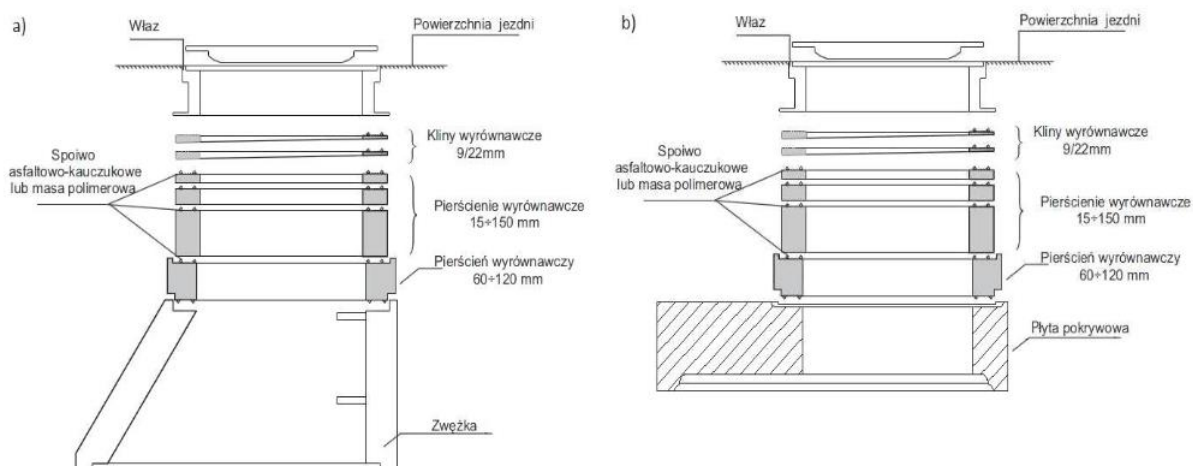 a)
Właz
Powierzchnia jezdni
Kliny wyrównawcze
9/22mm
Spoiwo
asfaltowo-kauczukowe
lub masa polimerowa
Pierścienie wyrównawcze
15÷150 mm
Pierścień wyrównawczy
60÷120 mm
Zwężka
b)
Właz
Powierzchnia jezdni
Kliny wyrównawcze
9/22mm
Spoiwo
asfaltowo-kauczukowe
lub masa polimerowa
Pierścienie wyrównawcze
15÷150 mm
Pierścień wyrównawczy
60÷120 mm
Płyta pokrywowa